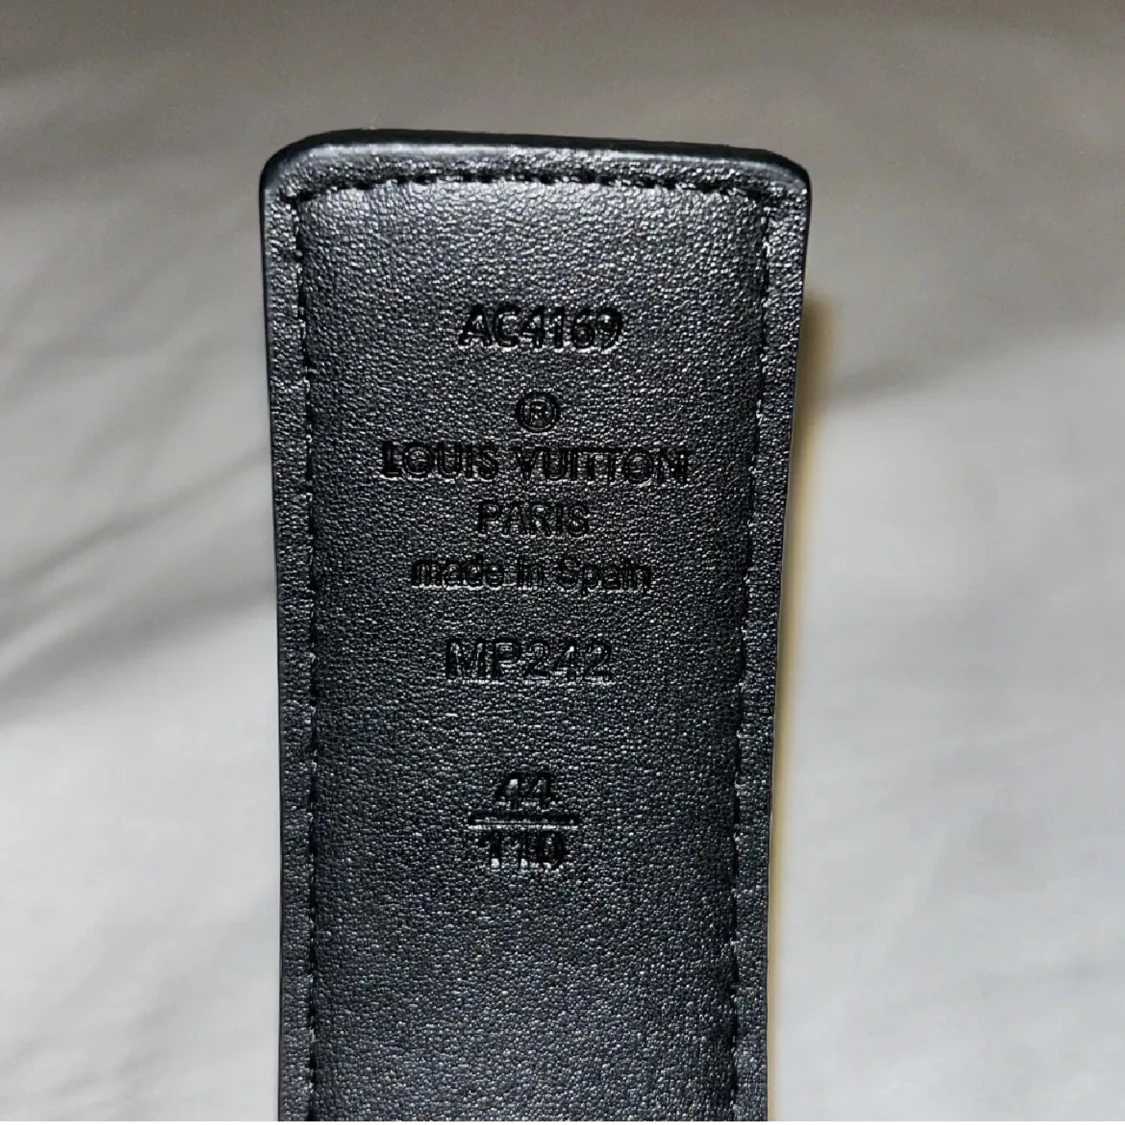 AC4169
®
LOUIS VUITTON
PARIS
made in Spain
MP242
44
110